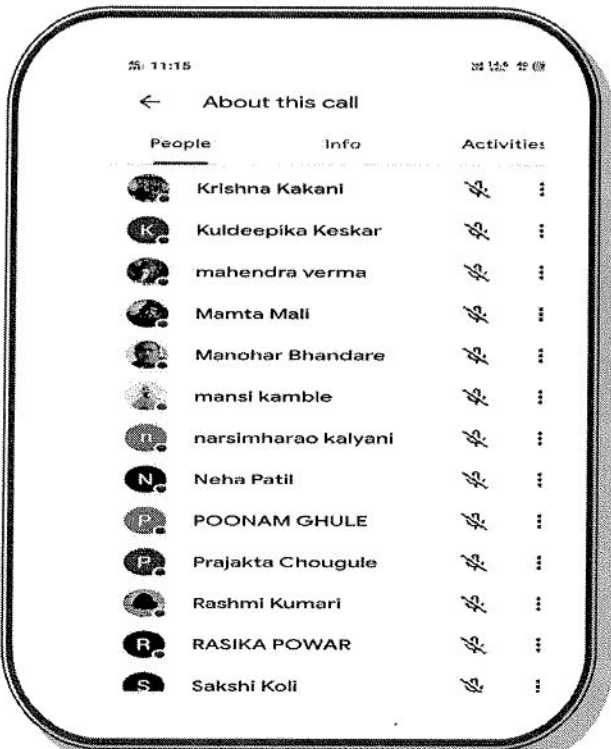 11:15
← About this call
People Info Activities
Krishna Kakani
K Kuldeepika Keskar
mahendra verma
Mamta Mali
Manohar Bhandare
mansi kamble
n narsimharao kalyani
N Neha Patil
P POONAM GHULE
P Prajakta Chougule
Rashmi Kumari
R RASIKA POWAR
S Sakshi Koli